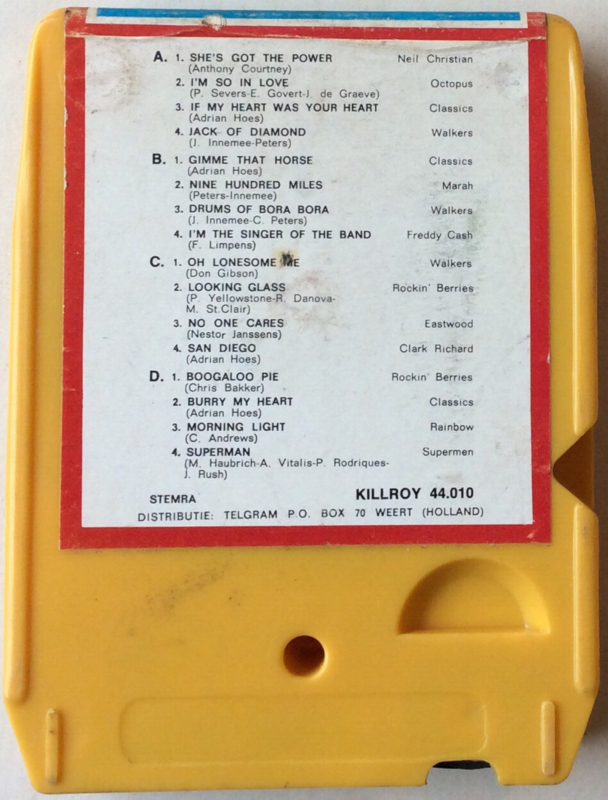 A. 1. SHE'S GOT THE POWER Neil Christian
(Anthony Courtney)
2. I'M SO IN LOVE Octopus
(P. Severs-E. Govert-J. de Graeve)
3. IF MY HEART WAS YOUR HEART Classics
(Adrian Hoes)
4. JACK OF DIAMOND Walkers
(J. Innemee-Peters)
B. 1. GIMME THAT HORSE Classics
(Adrian Hoes)
2. NINE HUNDRED MILES Marah
(Peters-Innemee)
3. DRUMS OF BORA BORA Walkers
(J. Innemee-C. Peters)
4. I'M THE SINGER OF THE BAND Freddy Cash
(F. Limpens)
C. 1. OH LONESOME ME Walkers
(Don Gibson)
2. LOOKING GLASS Rockin' Berries
(P. Yellowstone-R. Danova-
M. St.Clair)
3. NO ONE CARES Eastwood
(Nestor Janssens)
4. SAN DIEGO Clark Richard
(Adrian Hoes)
D. 1. BOOGALOO PIE Rockin' Berries
(Chris Bakker)
2. BURRY MY HEART Classics
(Adrian Hoes)
3. MORNING LIGHT Rainbow
(C. Andrews)
4. SUPERMAN Supermen
(M. Haubrich-A. Vitalis-P. Rodriques-
J. Rush)
STEMRA KILLROY 44.010
DISTRIBUTIE: TELGRAM P.O. BOX 70 WEERT (HOLLAND)